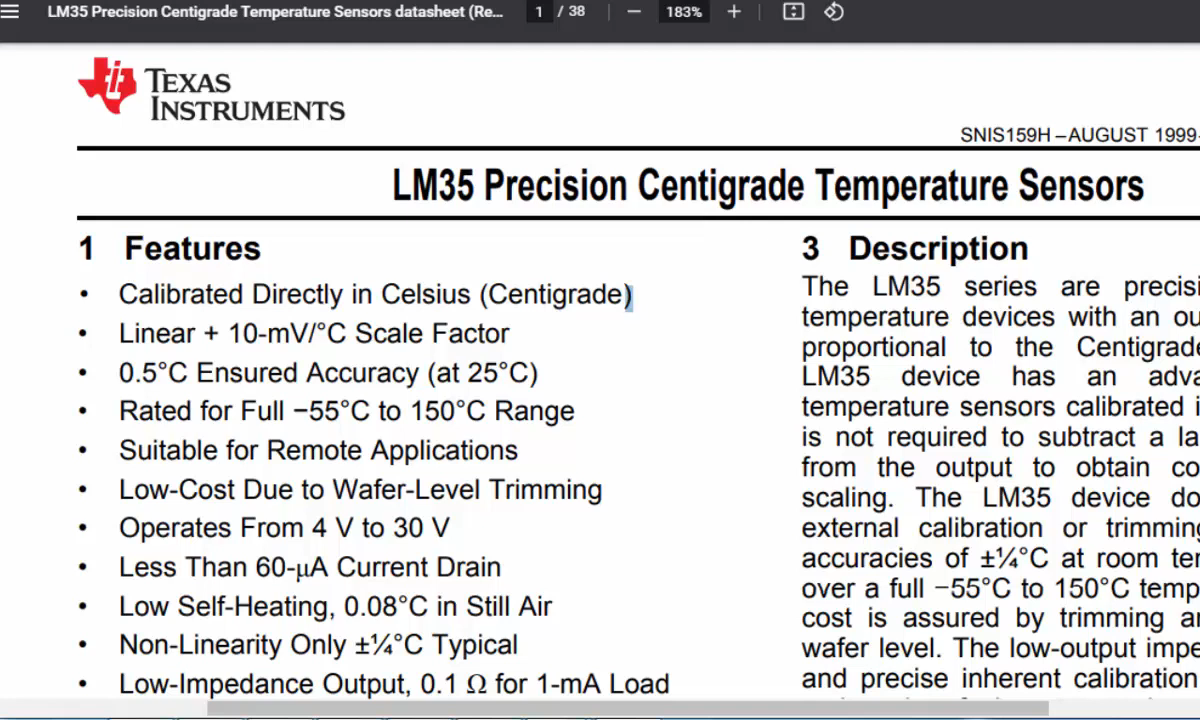 LM35 Precision Centigrade Temperature Sensors datasheet (Re...
1 / 38
183%
TEXAS
INSTRUMENTS
SNIS159H – AUGUST 1999
LM35 Precision Centigrade Temperature Sensors
1 Features
• Calibrated Directly in Celsius (Centigrade)
• Linear + 10-mV/°C Scale Factor
• 0.5°C Ensured Accuracy (at 25°C)
• Rated for Full −55°C to 150°C Range
• Suitable for Remote Applications
• Low-Cost Due to Wafer-Level Trimming
• Operates From 4 V to 30 V
• Less Than 60-μA Current Drain
• Low Self-Heating, 0.08°C in Still Air
• Non-Linearity Only ±¼°C Typical
• Low-Impedance Output, 0.1 Ω for 1-mA Load
3 Description
The LM35 series are
temperature devices with an
proportional to the
LM35 device has an
temperature sensors calibrated
is not required to subtract a
from the output to obtain
scaling. The LM35 device
external calibration or
accuracies of ±¼°C at room
over a full −55°C to 150°C
cost is assured by trimming
wafer level. The low-output
and precise inherent calibration